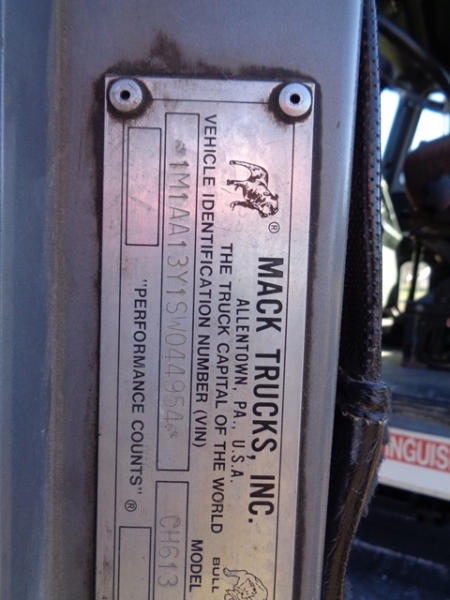 MACK TRUCKS, INC.
ALLENTOWN, PA., U.S.A.
THE TRUCK CAPITAL OF THE WORLD
VEHICLE IDENTIFICATION NUMBER (VIN)
MODEL
*1M1AA13Y1SW044954*
CH613
"PERFORMANCE COUNTS"®
BULL
NGUIS